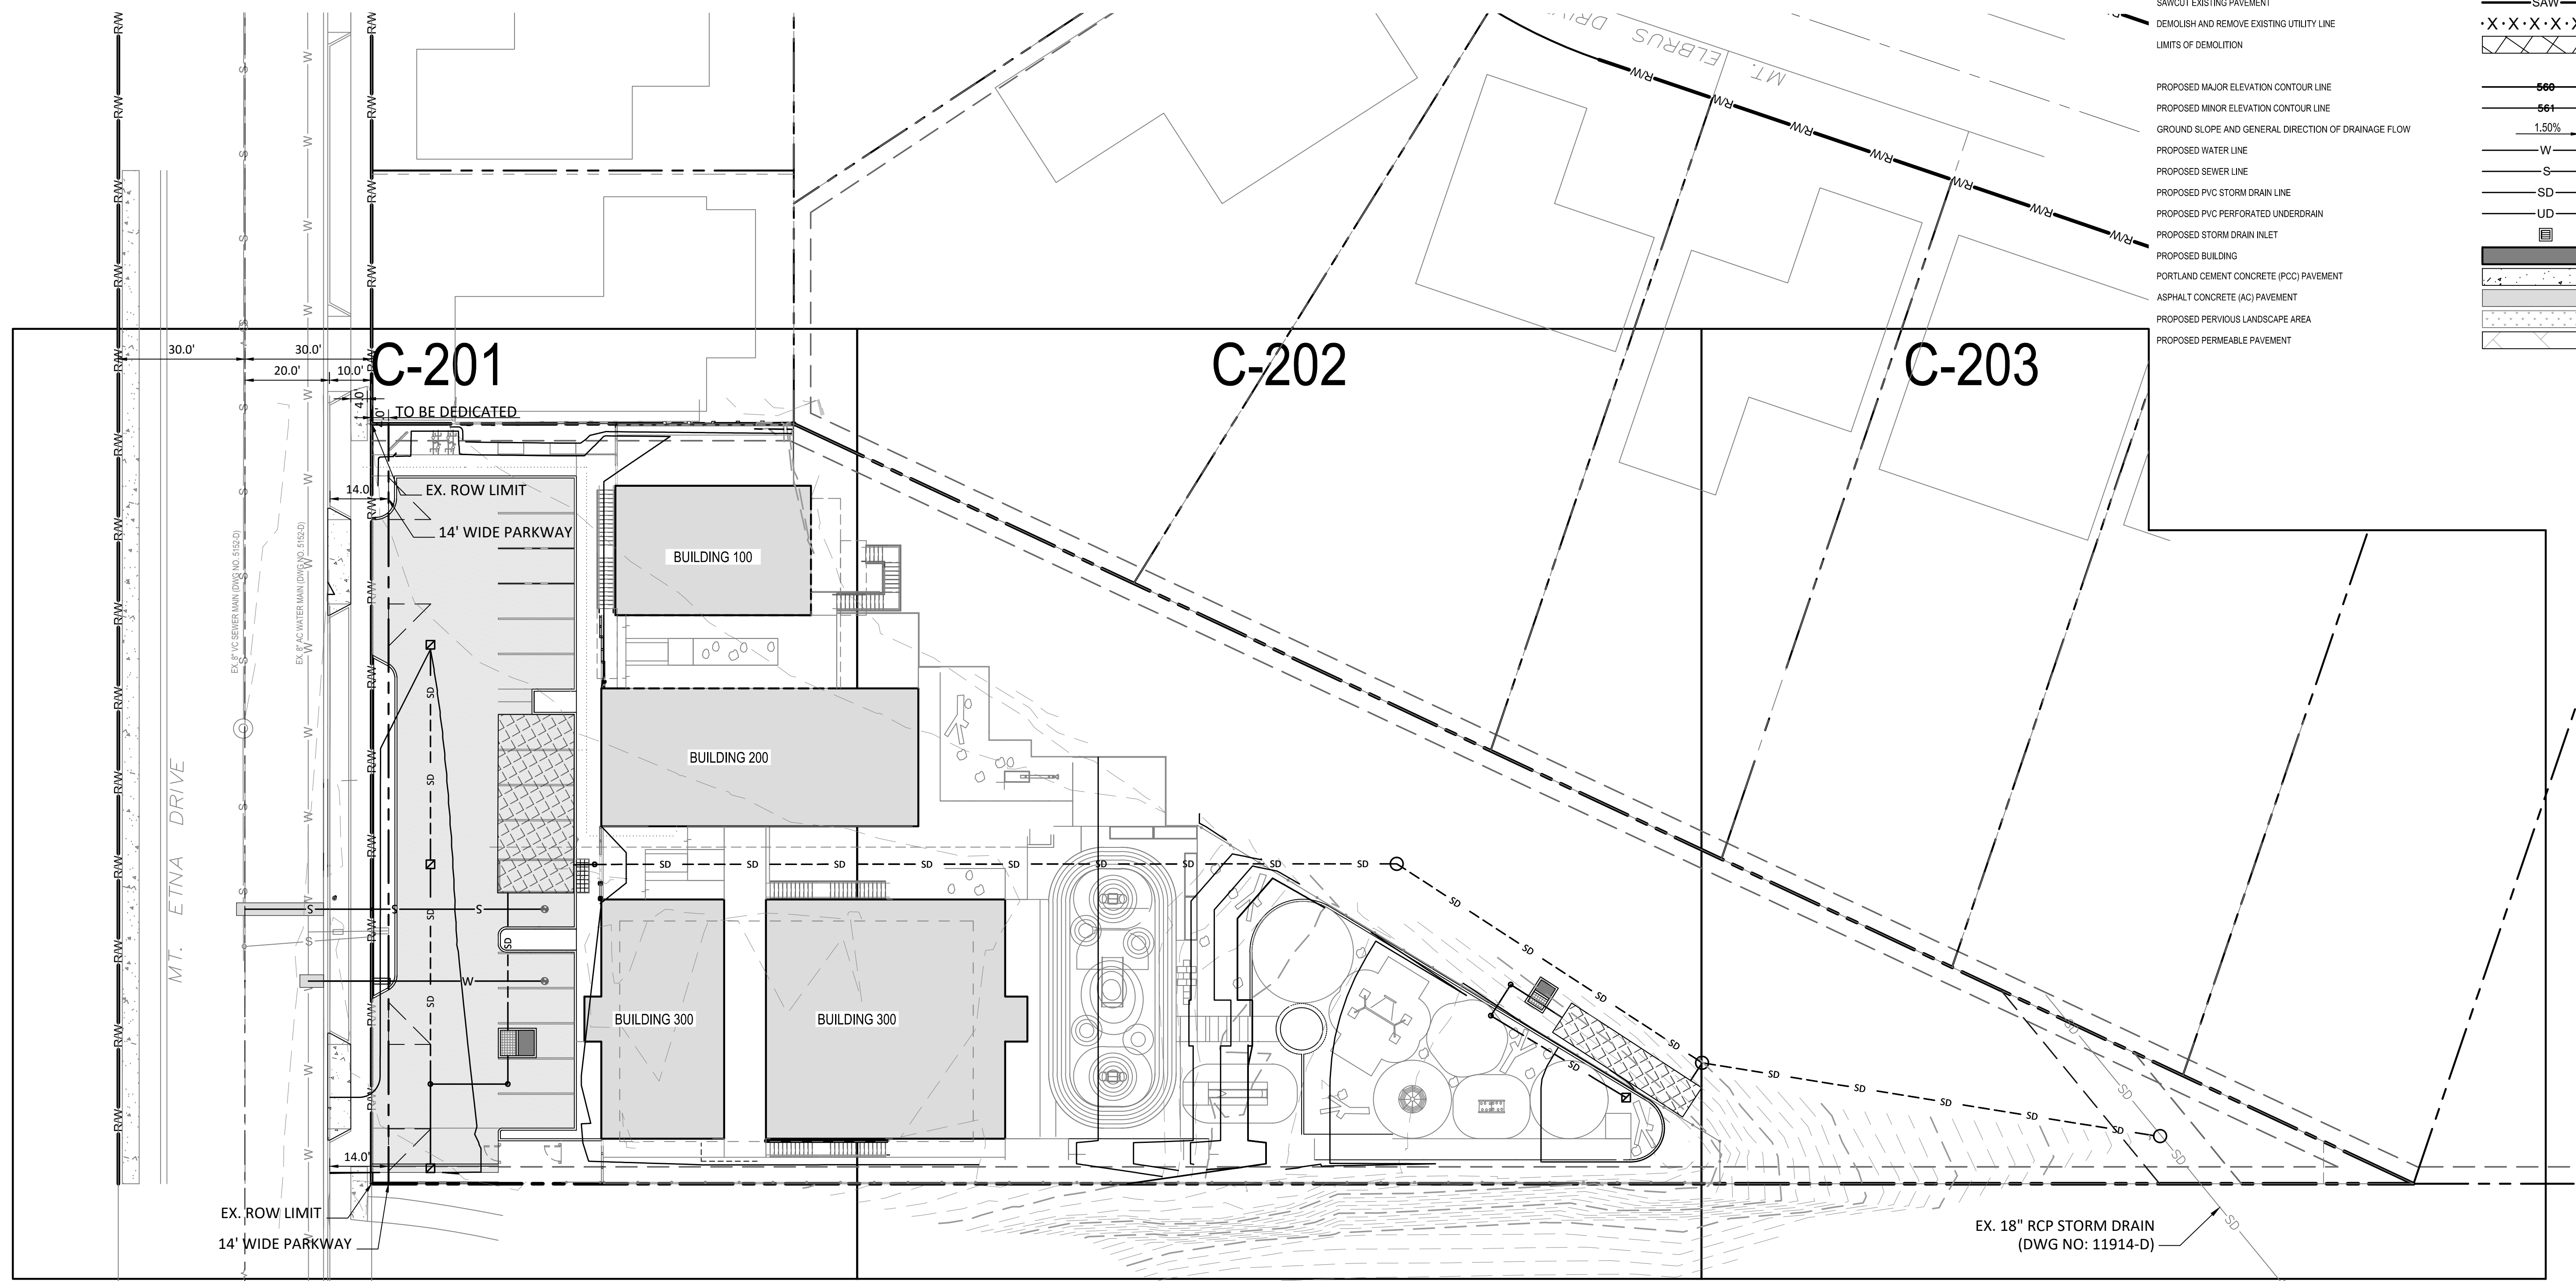 SAWCUT EXISTING PAVEMENT
SAW
DEMOLISH AND REMOVE EXISTING UTILITY LINE
X X X X X
LIMITS OF DEMOLITION
PROPOSED MAJOR ELEVATION CONTOUR LINE
560
PROPOSED MINOR ELEVATION CONTOUR LINE
561
GROUND SLOPE AND GENERAL DIRECTION OF DRAINAGE FLOW
1.50%
PROPOSED WATER LINE
W
PROPOSED SEWER LINE
S
PROPOSED PVC STORM DRAIN LINE
SD
PROPOSED PVC PERFORATED UNDERDRAIN
UD
PROPOSED STORM DRAIN INLET
PROPOSED BUILDING
PORTLAND CEMENT CONCRETE (PCC) PAVEMENT
ASPHALT CONCRETE (AC) PAVEMENT
PROPOSED PERVIOUS LANDSCAPE AREA
PROPOSED PERMEABLE PAVEMENT
MT. ELBRUS DRIV
R/W
C-201
C-202
C-203
30.0'
30.0'
20.0'
10.0'
4.0'
TO BE DEDICATED
EX. ROW LIMIT
14.0
14' WIDE PARKWAY
EX. 8" VC SEWER MAIN (DWG NO. 5152-D)
EX. 8" AC WATER MAIN (DWG NO. 5152-D)
MT. ETNA DRIVE
BUILDING 100
BUILDING 200
BUILDING 300
BUILDING 300
SD
S
W
14.0'
EX. ROW LIMIT
14' WIDE PARKWAY
EX. 18" RCP STORM DRAIN
(DWG NO: 11914-D)